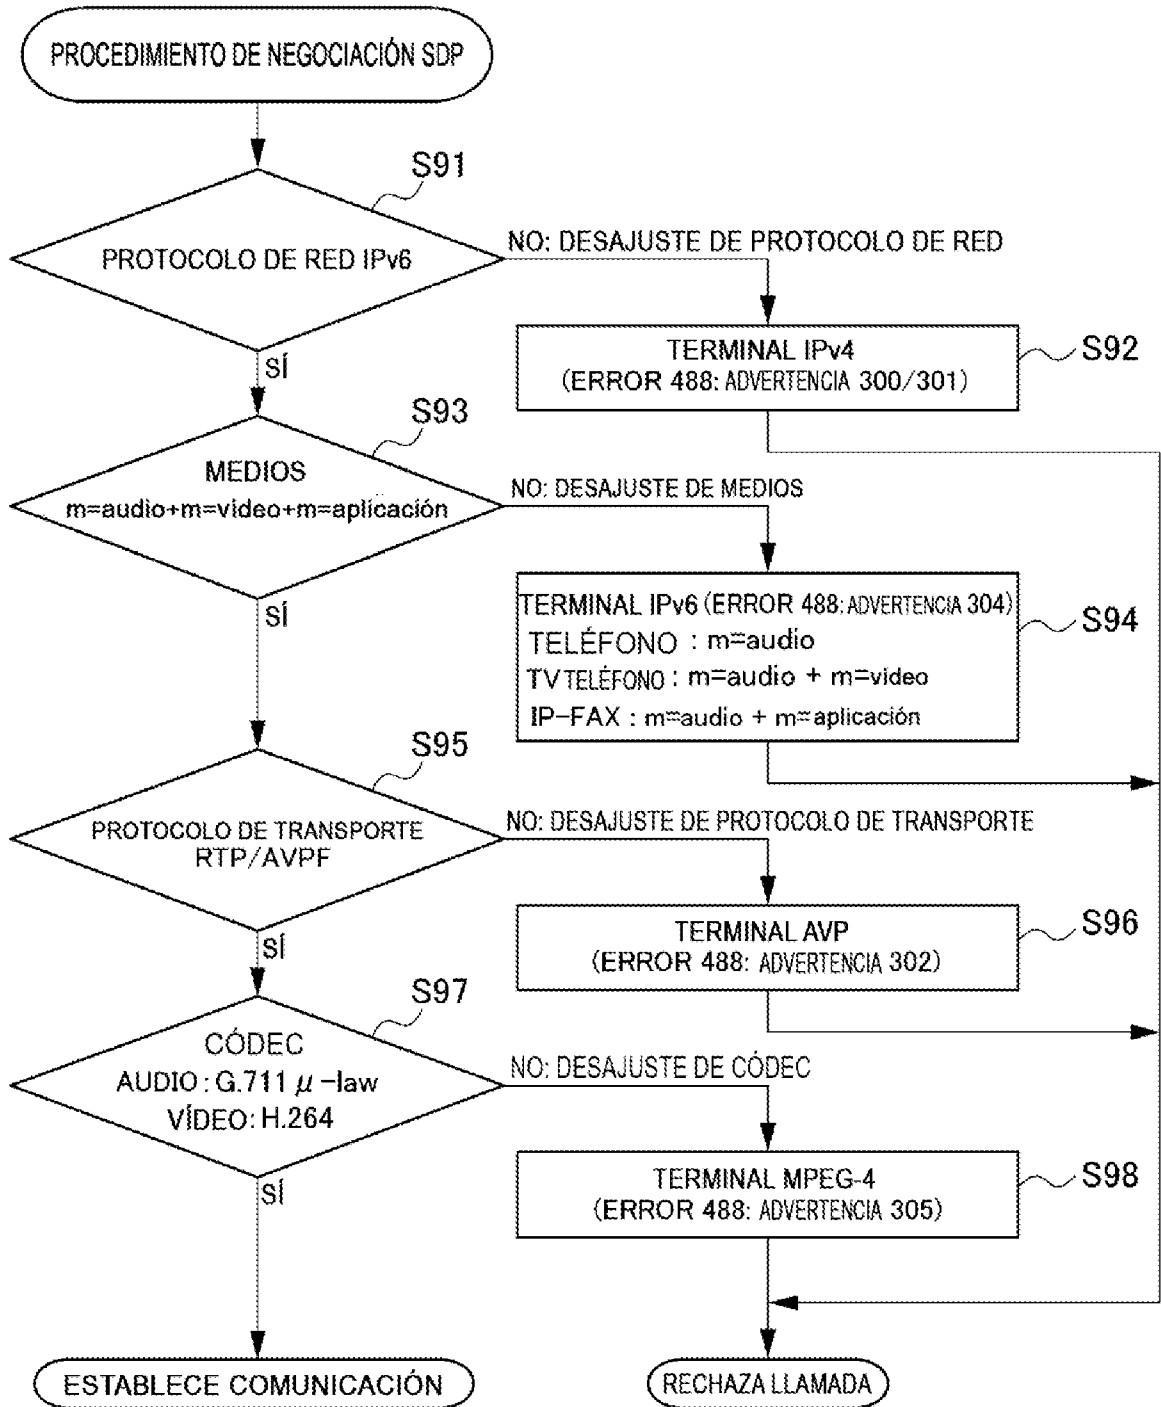 PROCEDIMIENTO DE NEGOCIACIÓN SDP
S91
PROTOCOLO DE RED IPv6
NO: DESAJUSTE DE PROTOCOLO DE RED
SÍ
TERMINAL IPv4
(ERROR 488: ADVERTENCIA 300/301)
S92
S93
MEDIOS
m=audio+m=vídeo+m=aplicación
NO: DESAJUSTE DE MEDIOS
SÍ
TERMINAL IPv6 (ERROR 488: ADVERTENCIA 304)
TELÉFONO : m=audio
TV TELÉFONO : m=audio + m=vídeo
IP-FAX : m=audio + m=aplicación
S94
S95
PROTOCOLO DE TRANSPORTE
RTP/AVPF
NO: DESAJUSTE DE PROTOCOLO DE TRANSPORTE
SÍ
TERMINAL AVP
(ERROR 488: ADVERTENCIA 302)
S96
S97
CÓDEC
AUDIO : G.711 μ-law
VÍDEO: H.264
NO: DESAJUSTE DE CÓDEC
SÍ
TERMINAL MPEG-4
(ERROR 488: ADVERTENCIA 305)
S98
ESTABLECE COMUNICACIÓN
RECHAZA LLAMADA